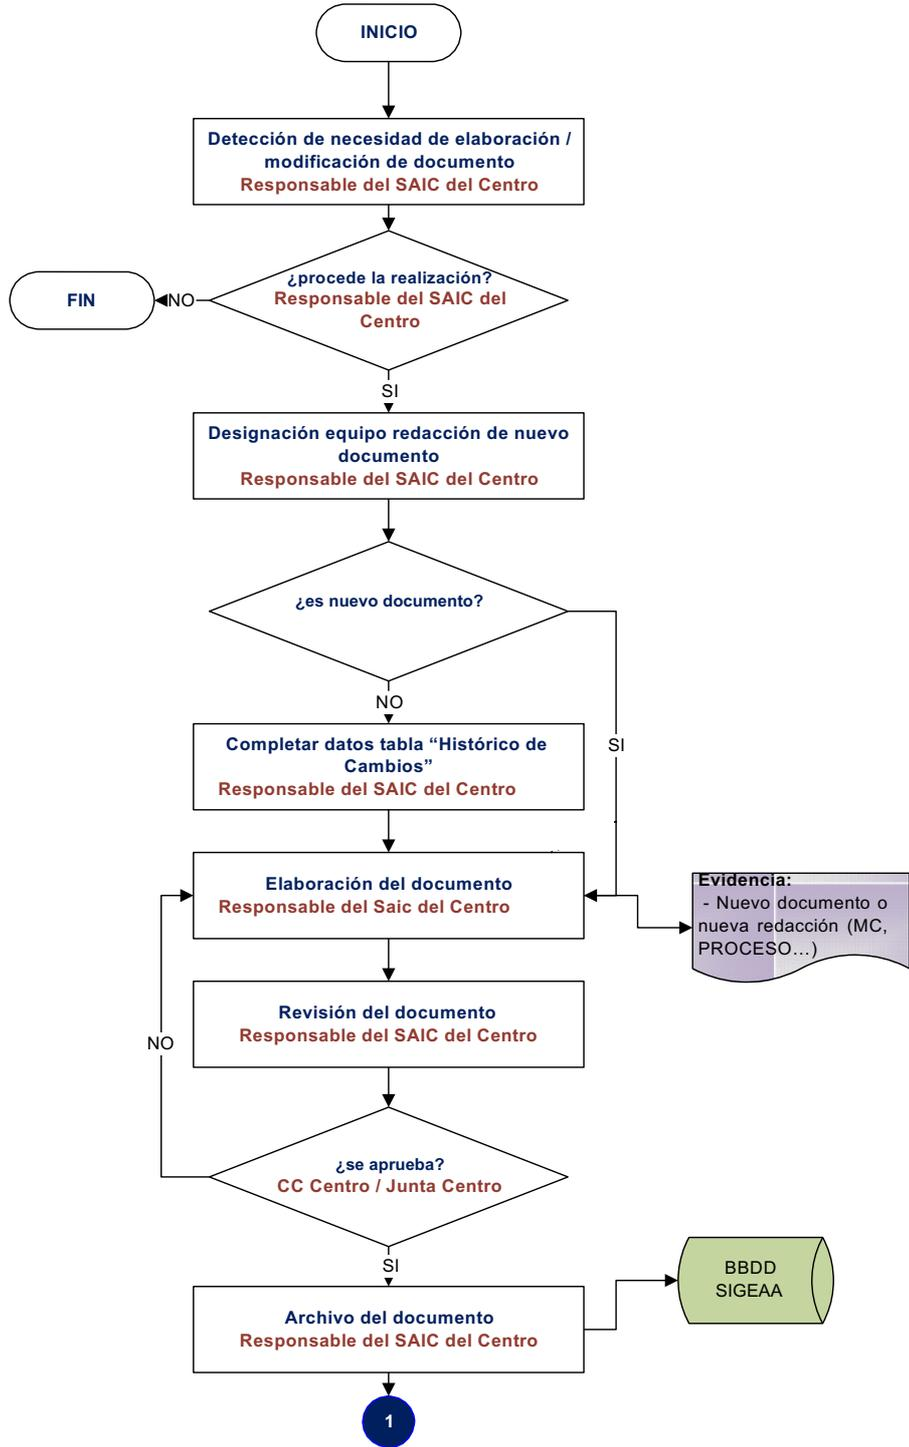 INICIO
Detección de necesidad de elaboración /
modificación de documento
Responsable del SAIC del Centro
¿procede la realización?
Responsable del SAIC del
Centro
NO
FIN
SI
Designación equipo redacción de nuevo
documento
Responsable del SAIC del Centro
¿es nuevo documento?
NO
SI
Completar datos tabla “Histórico de
Cambios”
Responsable del SAIC del Centro
Elaboración del documento
Responsable del Saic del Centro
Evidencia:
- Nuevo documento o
nueva redacción (MC,
PROCESO...)
Revisión del documento
Responsable del SAIC del Centro
NO
¿se aprueba?
CC Centro / Junta Centro
SI
BBDD
SIGEAA
Archivo del documento
Responsable del SAIC del Centro
1